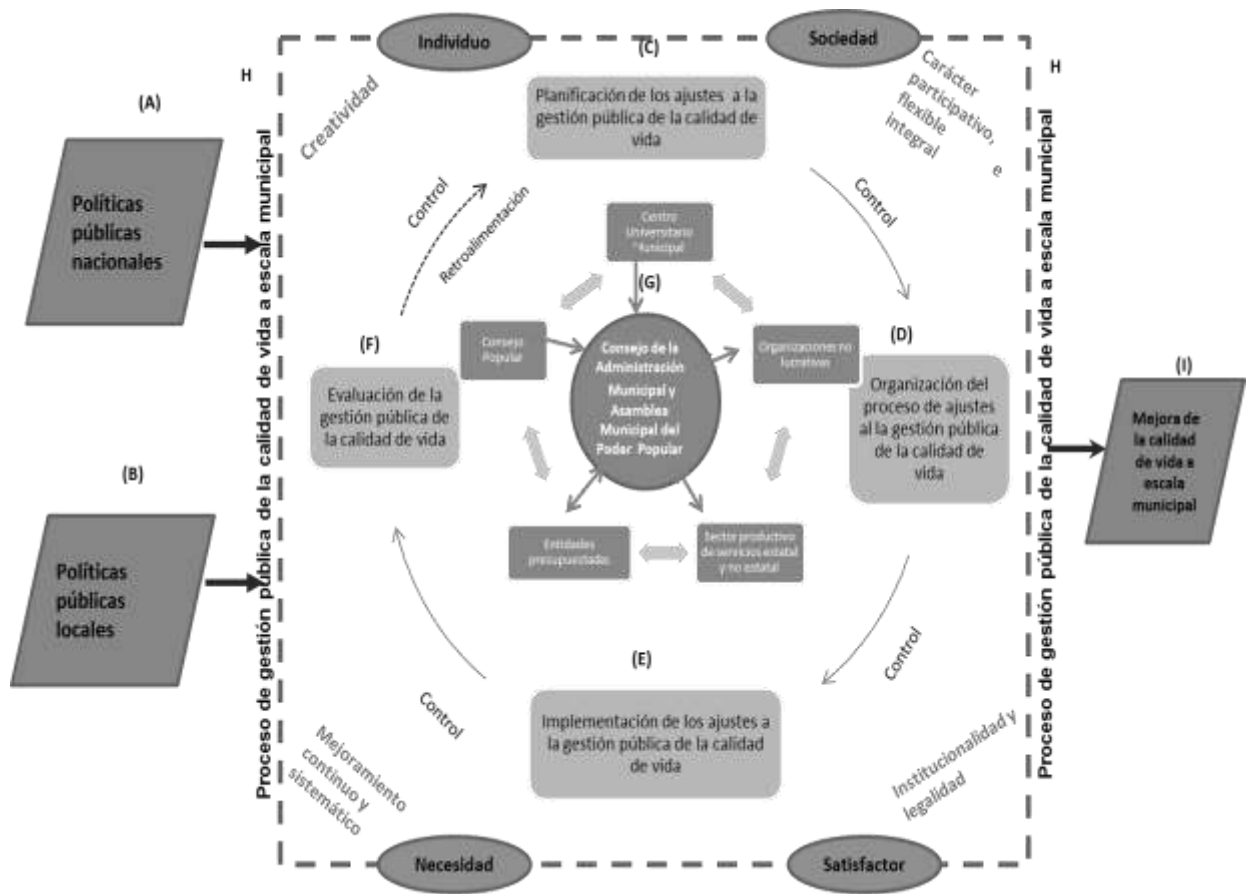 Individuo
Sociedad
(C)
H
H
Creatividad
Carácter
participativo,
flexible e
integral
(A)
Políticas
públicas
nacionales
(B)
Políticas
públicas
locales
Proceso de gestión pública de la calidad de vida a escala municipal
Planificación de los ajustes a la
gestión pública de la calidad de
vida
Control
Retroalimentación
Control
Centro
Universitario
Municipal
(G)
(F)
Consejo
Popular
Consejo de la
Administración
Municipal y
Asamblea
Municipal del
Poder Popular
Organizaciones no
lucrativas
(D)
Evaluación de la
gestión pública de
la calidad de vida
Organización del
proceso de ajustes
al la gestión pública
de la calidad de
vida
Entidades
presupuestadas
Sector productivo
de servicios estatal
y no estatal
Proceso de gestión pública de la calidad de vida a escala municipal
(I)
Mejora de
la calidad
de vida a
escala
municipal
(E)
Control
Control
Implementación de los ajustes a
la gestión pública de la calidad
de vida
Mejoramiento
continuo y
sistemático
Institucionalidad y
legalidad
Necesidad
Satisfactor